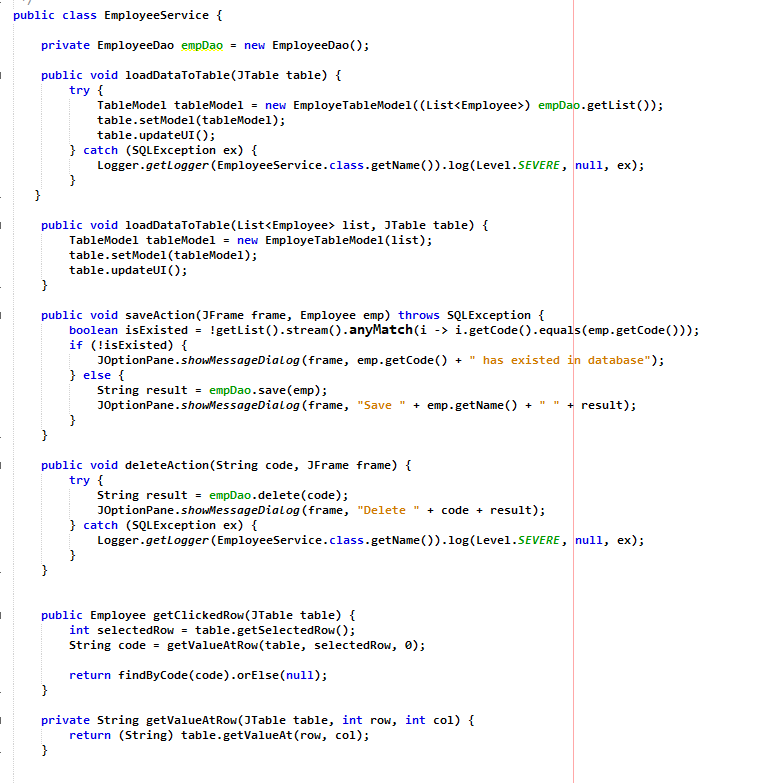 */
public class EmployeeService {
private EmployeeDao empDao = new EmployeeDao();
public void loadDataToTable(JTable table) {
try {
TableModel tableModel = new EmployeTableModel((List<Employee>) empDao.getList());
table.setModel(tableModel);
table.updateUI();
} catch (SQLException ex) {
Logger.getLogger(EmployeeService.class.getName()).log(Level.SEVERE, null, ex);
}
}
public void loadDataToTable(List<Employee> list, JTable table) {
TableModel tableModel = new EmployeTableModel(list);
table.setModel(tableModel);
table.updateUI();
}
public void saveAction(JFrame frame, Employee emp) throws SQLException {
boolean isExisted = !getList().stream().anyMatch(i -> i.getCode().equals(emp.getCode()));
if (!isExisted) {
JOptionPane.showMessageDialog(frame, emp.getCode() + " has existed in database");
} else {
String result = empDao.save(emp);
JOptionPane.showMessageDialog(frame, "Save " + emp.getName() + " " + result);
}
}
public void deleteAction(String code, JFrame frame) {
try {
String result = empDao.delete(code);
JOptionPane.showMessageDialog(frame, "Delete " + code + result);
} catch (SQLException ex) {
Logger.getLogger(EmployeeService.class.getName()).log(Level.SEVERE, null, ex);
}
}
public Employee getClickedRow(JTable table) {
int selectedRow = table.getSelectedRow();
String code = getValueAtRow(table, selectedRow, 0);
return findByCode(code).orElse(null);
}
private String getValueAtRow(JTable table, int row, int col) {
return (String) table.getValueAt(row, col);
}